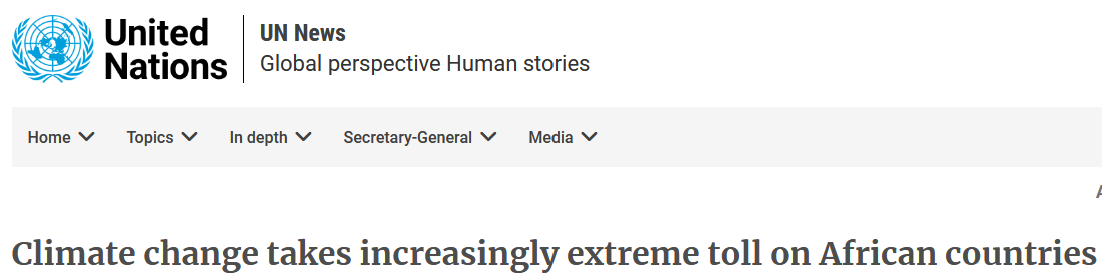 United
Nations
UN News
Global perspective Human stories
Home
Topics
In depth
Secretary-General
Media
Climate change takes increasingly extreme toll on African countries